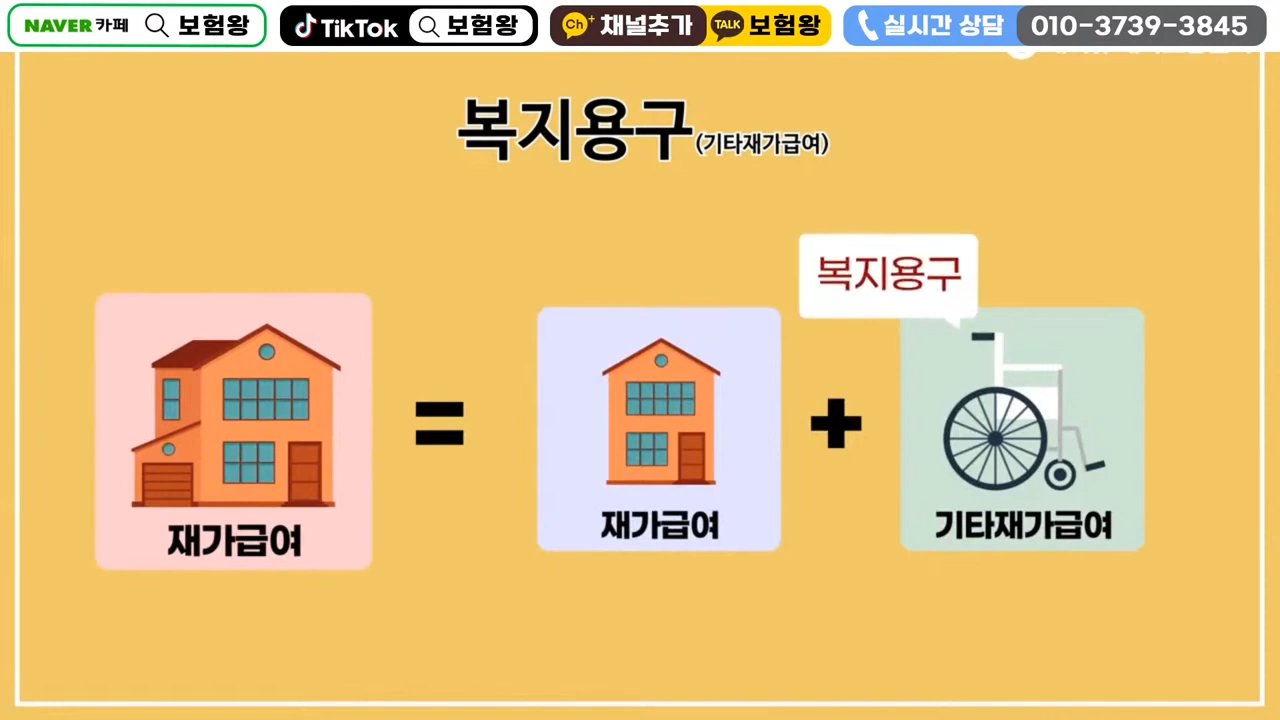 NAVER 카페 보험왕
TikTok 보험왕
Ch+ 채널추가 TALK 보험왕
실시간 상담 010-3739-3845
복지용구(기타재가급여)
복지용구
재가급여 = 재가급여 + 기타재가급여